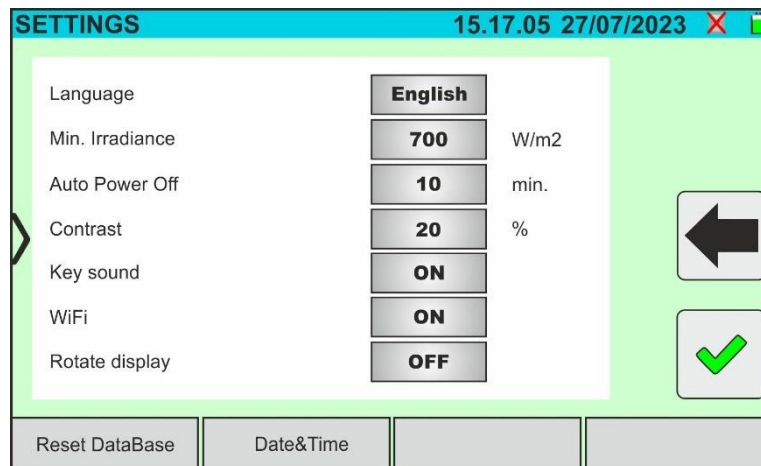 SETTINGS 15.17.05 27/07/2023
Language English
Min. Irradiance 700 W/m2
Auto Power Off 10 min.
Contrast 20 %
Key sound ON
WiFi ON
Rotate display OFF
Reset DataBase Date&Time